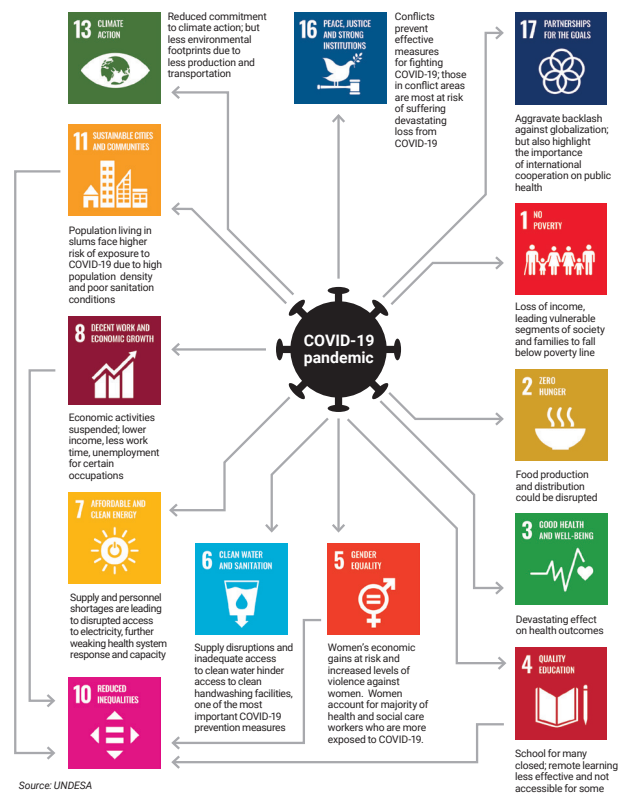 13 CLIMATE
ACTION
Reduced commitment
to climate action; but
less environmental
footprints due to
less production and
transportation
16 PEACE, JUSTICE
AND STRONG
INSTITUTIONS
Conflicts
prevent
effective
measures
for fighting
COVID-19; those
in conflict areas
are most at risk
of suffering
devastating
loss from
COVID-19
17 PARTNERSHIPS
FOR THE GOALS
Aggravate backlash
against globalization;
but also highlight
the importance
of international
cooperation on public
health
11 SUSTAINABLE CITIES
AND COMMUNITIES
Population living in
slums face higher
risk of exposure to
COVID-19 due to high
population density
and poor sanitation
conditions
1 NO
POVERTY
Loss of income,
leading vulnerable
segments of society
and families to fall
below poverty line
COVID-19
pandemic
8 DECENT WORK AND
ECONOMIC GROWTH
Economic activities
suspended; lower
income, less work
time, unemployment
for certain
occupations
2 ZERO
HUNGER
Food production
and distribution
could be disrupted
7 AFFORDABLE AND
CLEAN ENERGY
Supply and personnel
shortages are leading
to disrupted access
to electricity, further
weaking health system
response and capacity
6 CLEAN WATER
AND SANITATION
Supply disruptions and
inadequate access
to clean water hinder
access to clean
handwashing facilities,
one of the most
important COVID-19
prevention measures
5 GENDER
EQUALITY
Women's economic
gains at risk and
increased levels of
violence against
women. Women
account for majority of
health and social care
workers who are more
exposed to COVID-19.
3 GOOD HEALTH
AND WELL-BEING
Devastating effect
on health outcomes
4 QUALITY
EDUCATION
School for many
closed; remote learning
less effective and not
accessible for some
10 REDUCED
INEQUALITIES
Source: UNDESA